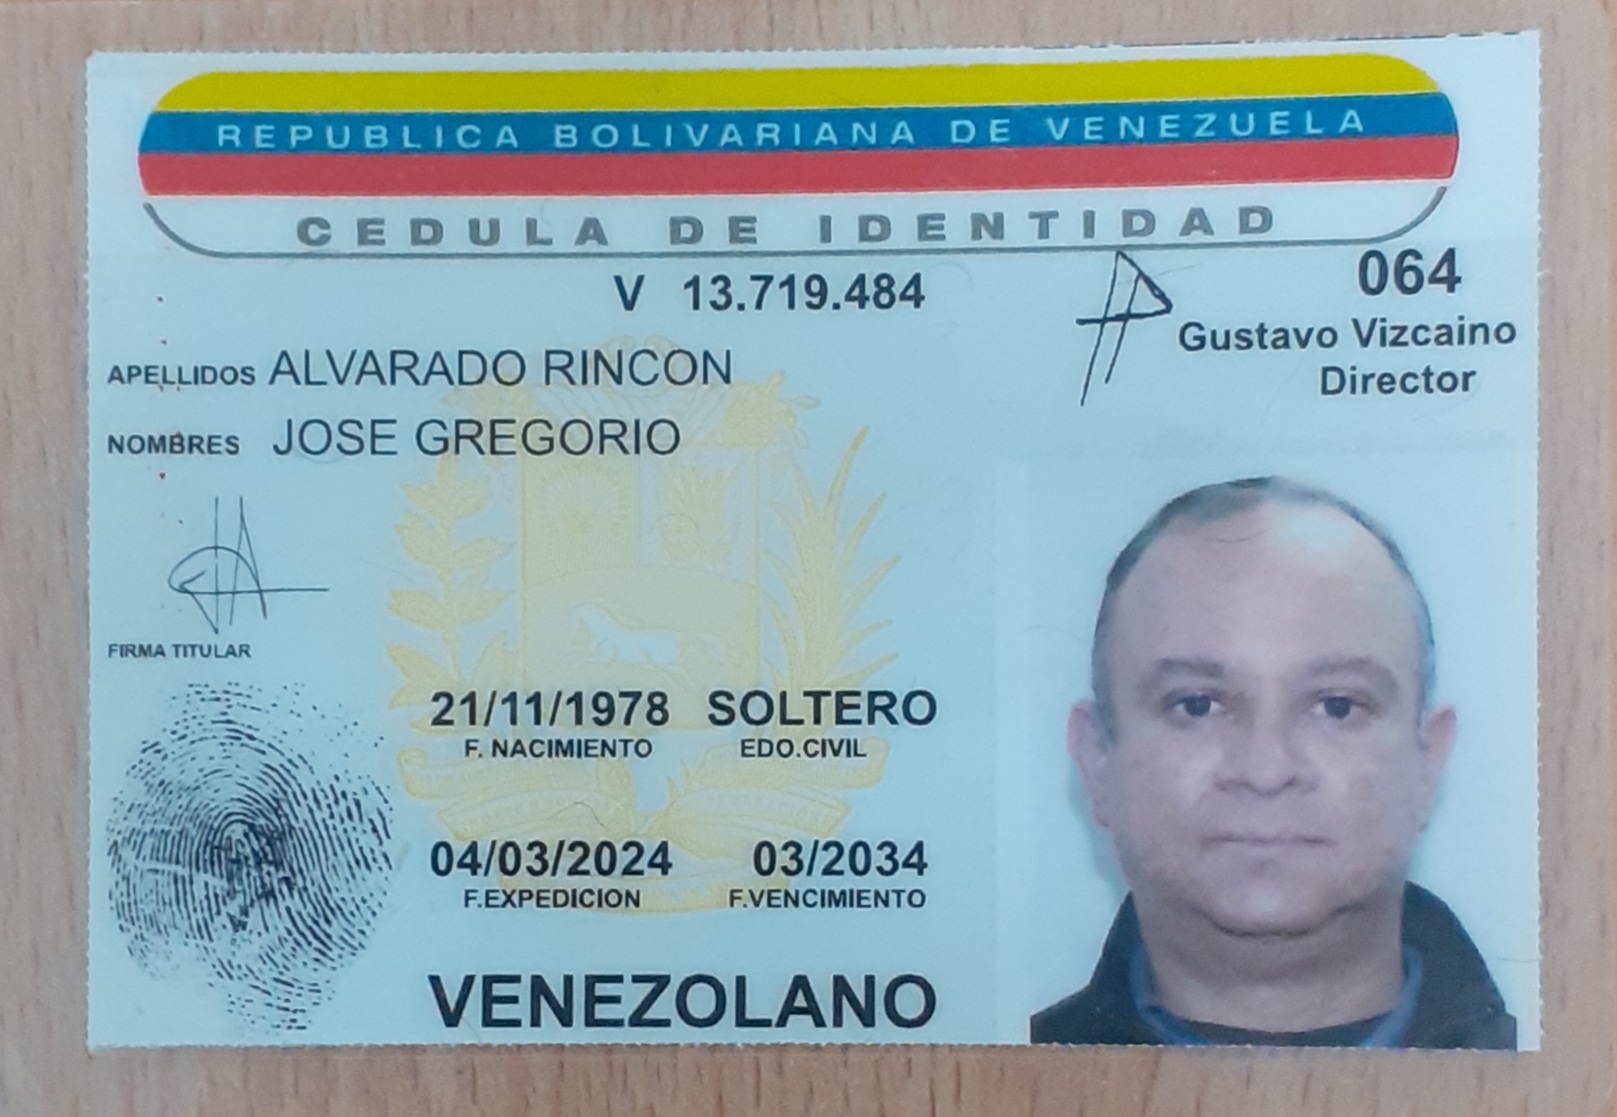 REPUBLICA BOLIVARIANA DE VENEZUELA
CEDULA DE IDENTIDAD
V 13.719.484
064
Gustavo Vizcaino
Director
APELLIDOS ALVARADO RINCON
NOMBRES JOSE GREGORIO
FIRMA TITULAR
21/11/1978 SOLTERO
F. NACIMIENTO EDO.CIVIL
04/03/2024 03/2034
F.EXPEDICION F.VENCIMIENTO
VENEZOLANO